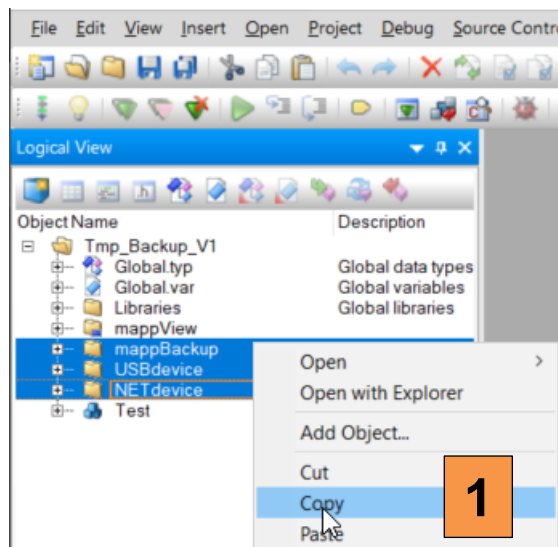 File Edit View Insert Open Project Debug Source Contr
Logical View
Object Name Description
Tmp_Backup_V1
Global.typ Global data types
Global.var Global variables
Libraries Global libraries
mappView
mappBackup
USBdevice
NETdevice
Test
Open
Open with Explorer
Add Object...
Cut
Copy
Paste
1